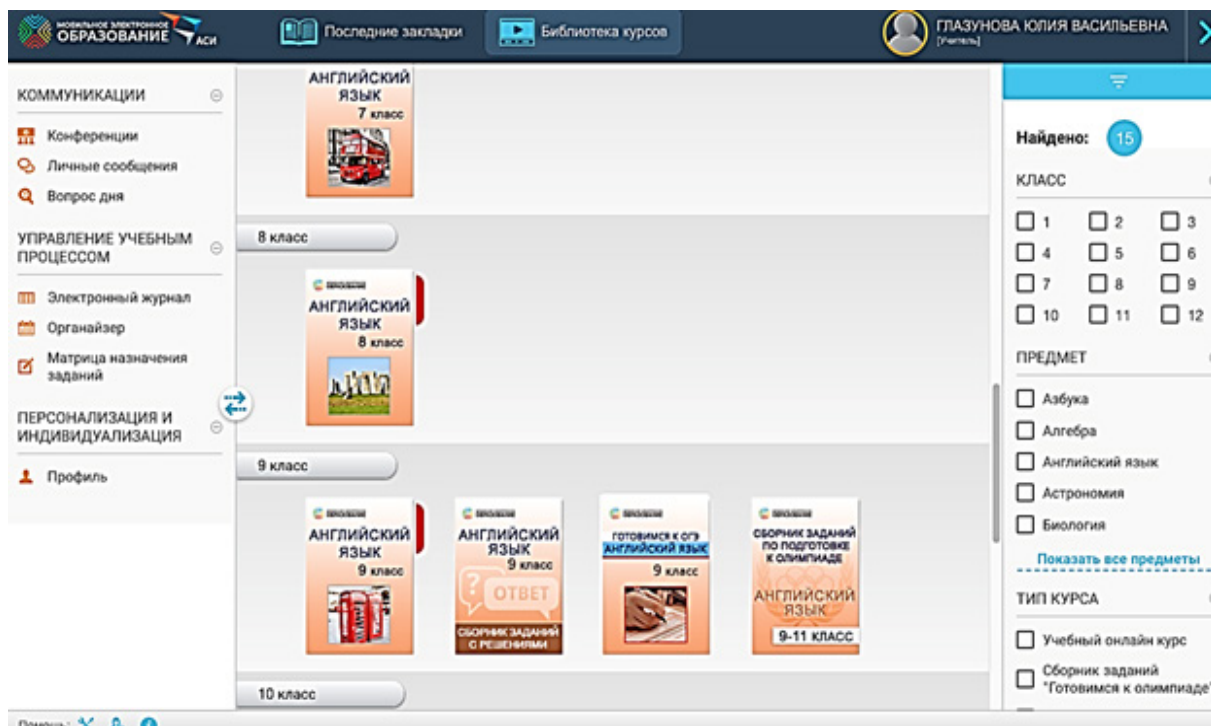 МОБИЛЬНОЕ ЭЛЕКТРОННОЕ
ОБРАЗОВАНИЕ
АСИ
Последние закладки
Библиотека курсов
ГЛАЗУНОВА ЮЛИЯ ВАСИЛЬЕВНА
[Учитель]
КОММУНИКАЦИИ
Конференции
Личные сообщения
Вопрос дня
УПРАВЛЕНИЕ УЧЕБНЫМ
ПРОЦЕССОМ
Электронный журнал
Органайзер
Матрица назначения
заданий
ПЕРСОНАЛИЗАЦИЯ И
ИНДИВИДУАЛИЗАЦИЯ
Профиль
АНГЛИЙСКИЙ
ЯЗЫК
7 класс
8 класс
АНГЛИЙСКИЙ
ЯЗЫК
8 класс
9 класс
АНГЛИЙСКИЙ
ЯЗЫК
9 класс
АНГЛИЙСКИЙ
ЯЗЫК
9 класс
?
ОТВЕТ
СБОРНИК ЗАДАНИЙ
С РЕШЕНИЯМИ
ГОТОВИМСЯ К ОГЭ
АНГЛИЙСКИЙ ЯЗЫК
9 класс
СБОРНИК ЗАДАНИЙ
ПО ПОДГОТОВКЕ
К ОЛИМПИАДЕ
АНГЛИЙСКИЙ
ЯЗЫК
9-11 КЛАСС
10 класс
Найдено: 15
КЛАСС
1 2 3
4 5 6
7 8 9
10 11 12
ПРЕДМЕТ
Азбука
Алгебра
Английский язык
Астрономия
Биология
Показать все предметы
ТИП КУРСА
Учебный онлайн курс
Сборник заданий
"Готовимся к олимпиаде"
Помощь: